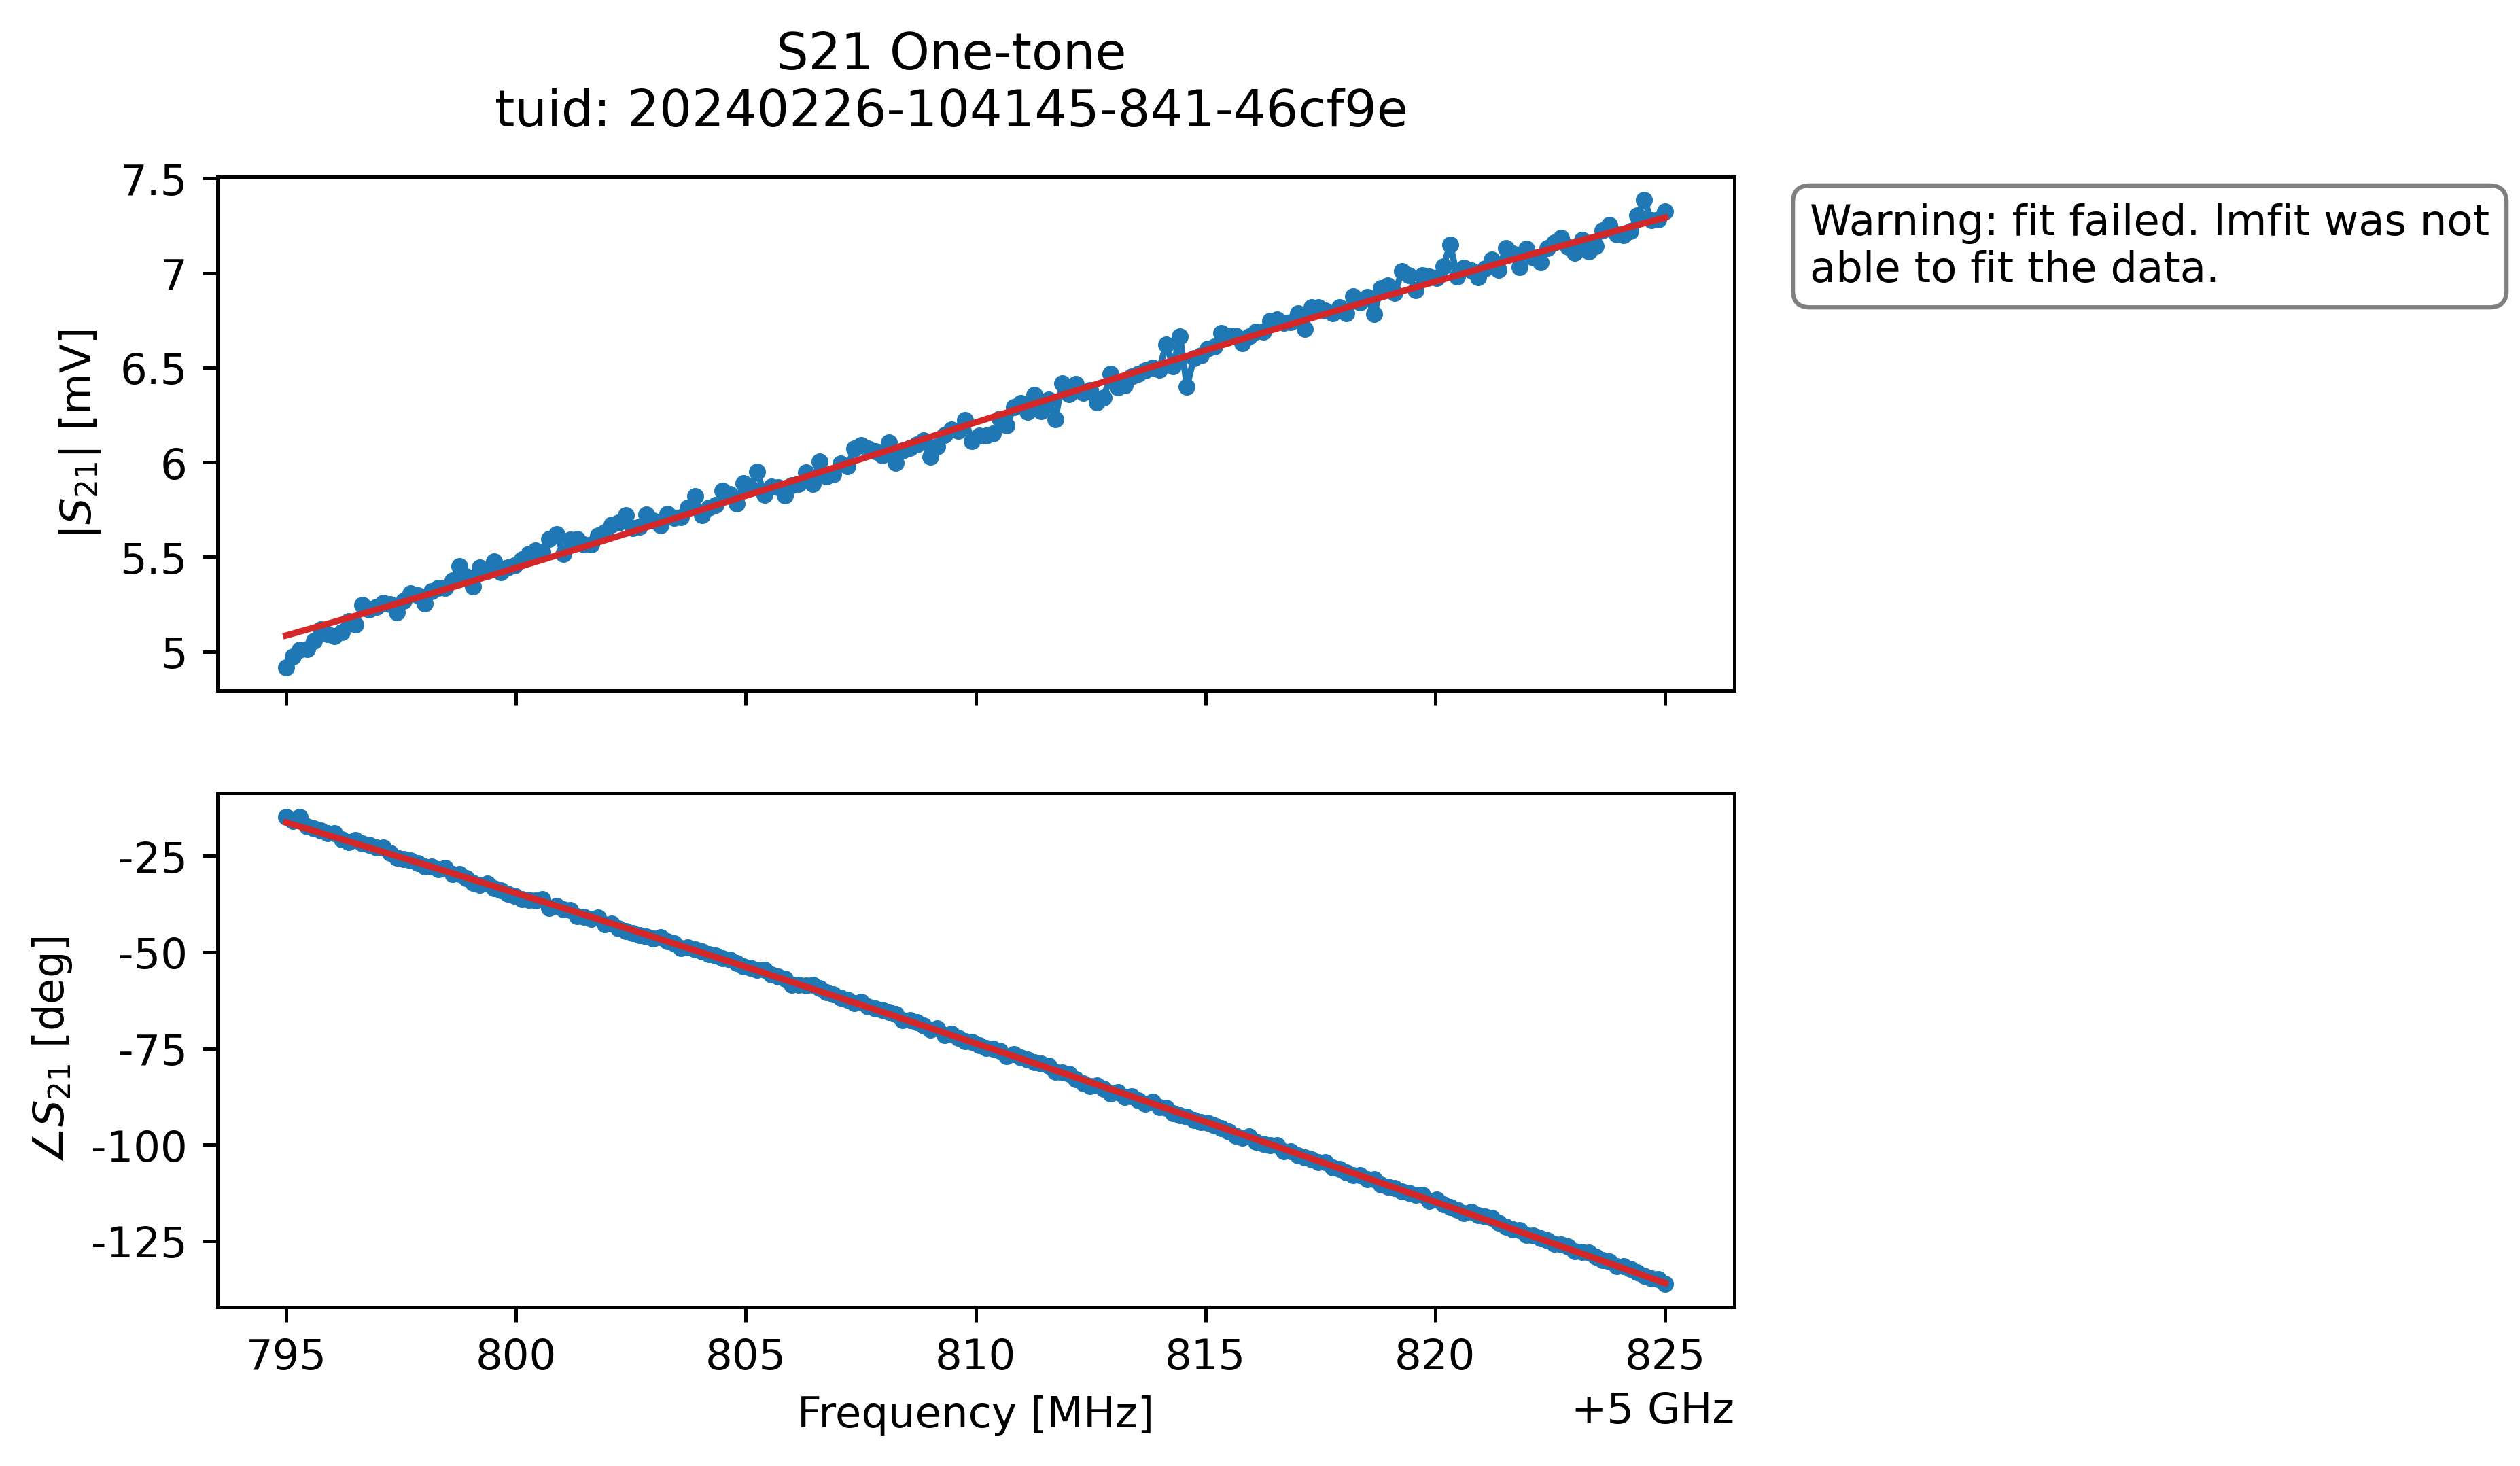 S21 One-tone
tuid: 20240226-104145-841-46cf9e
7.5
7
6.5
6
5.5
5
|S21| [mV]
Warning: fit failed. lmfit was not
able to fit the data.
-25
-50
-75
-100
-125
∠S21 [deg]
795 800 805 810 815 820 825
Frequency [MHz]
+5 GHz